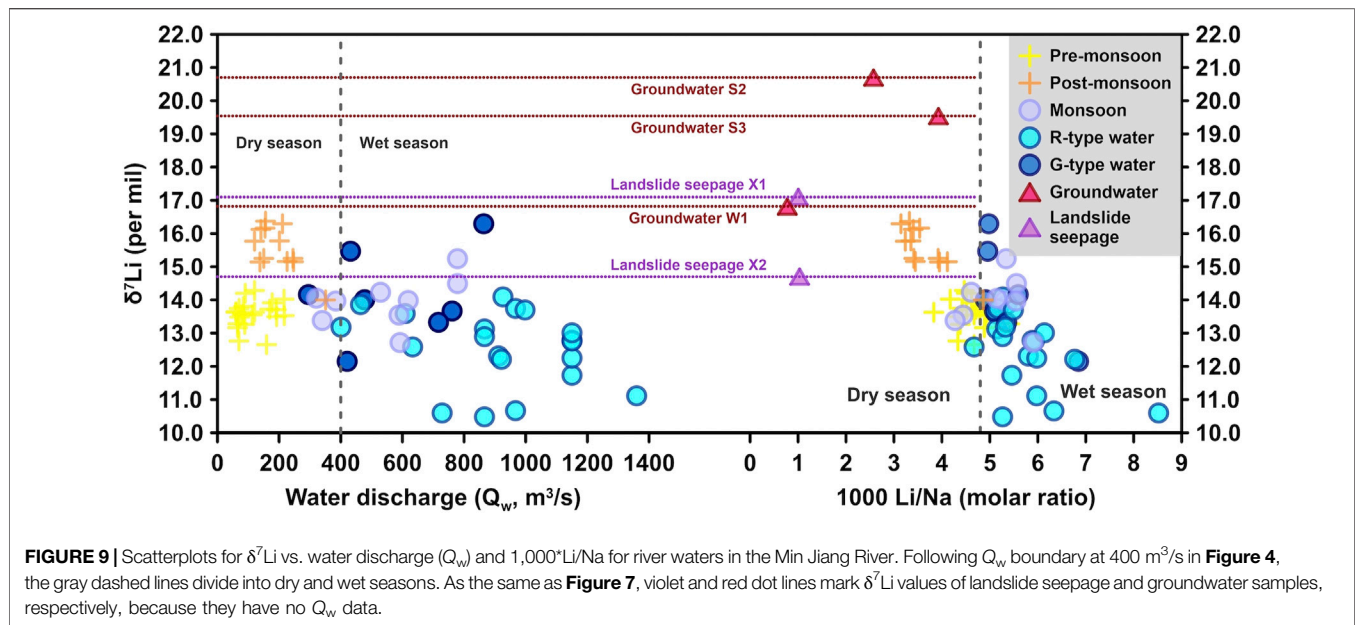 22.0
21.0
20.0
19.0
18.0
17.0
16.0
15.0
14.0
13.0
12.0
11.0
10.0
δ⁷Li (per mil)
Groundwater S2
Groundwater S3
Dry season
Wet season
Landslide seepage X1
Groundwater W1
Landslide seepage X2
0 200 400 600 800 1000 1200 1400
Water discharge (Qw, m³/s)
Dry season
Wet season
0 1 2 3 4 5 6 7 8 9
1000 Li/Na (molar ratio)
22.0
21.0
20.0
19.0
18.0
17.0
16.0
15.0
14.0
13.0
12.0
11.0
10.0
Pre-monsoon
Post-monsoon
Monsoon
R-type water
G-type water
Groundwater
Landslide
seepage
FIGURE 9 | Scatterplots for δ⁷Li vs. water discharge (Qw) and 1,000*Li/Na for river waters in the Min Jiang River. Following Qw boundary at 400 m³/s in Figure 4,
the gray dashed lines divide into dry and wet seasons. As the same as Figure 7, violet and red dot lines mark δ⁷Li values of landslide seepage and groundwater samples,
respectively, because they have no Qw data.